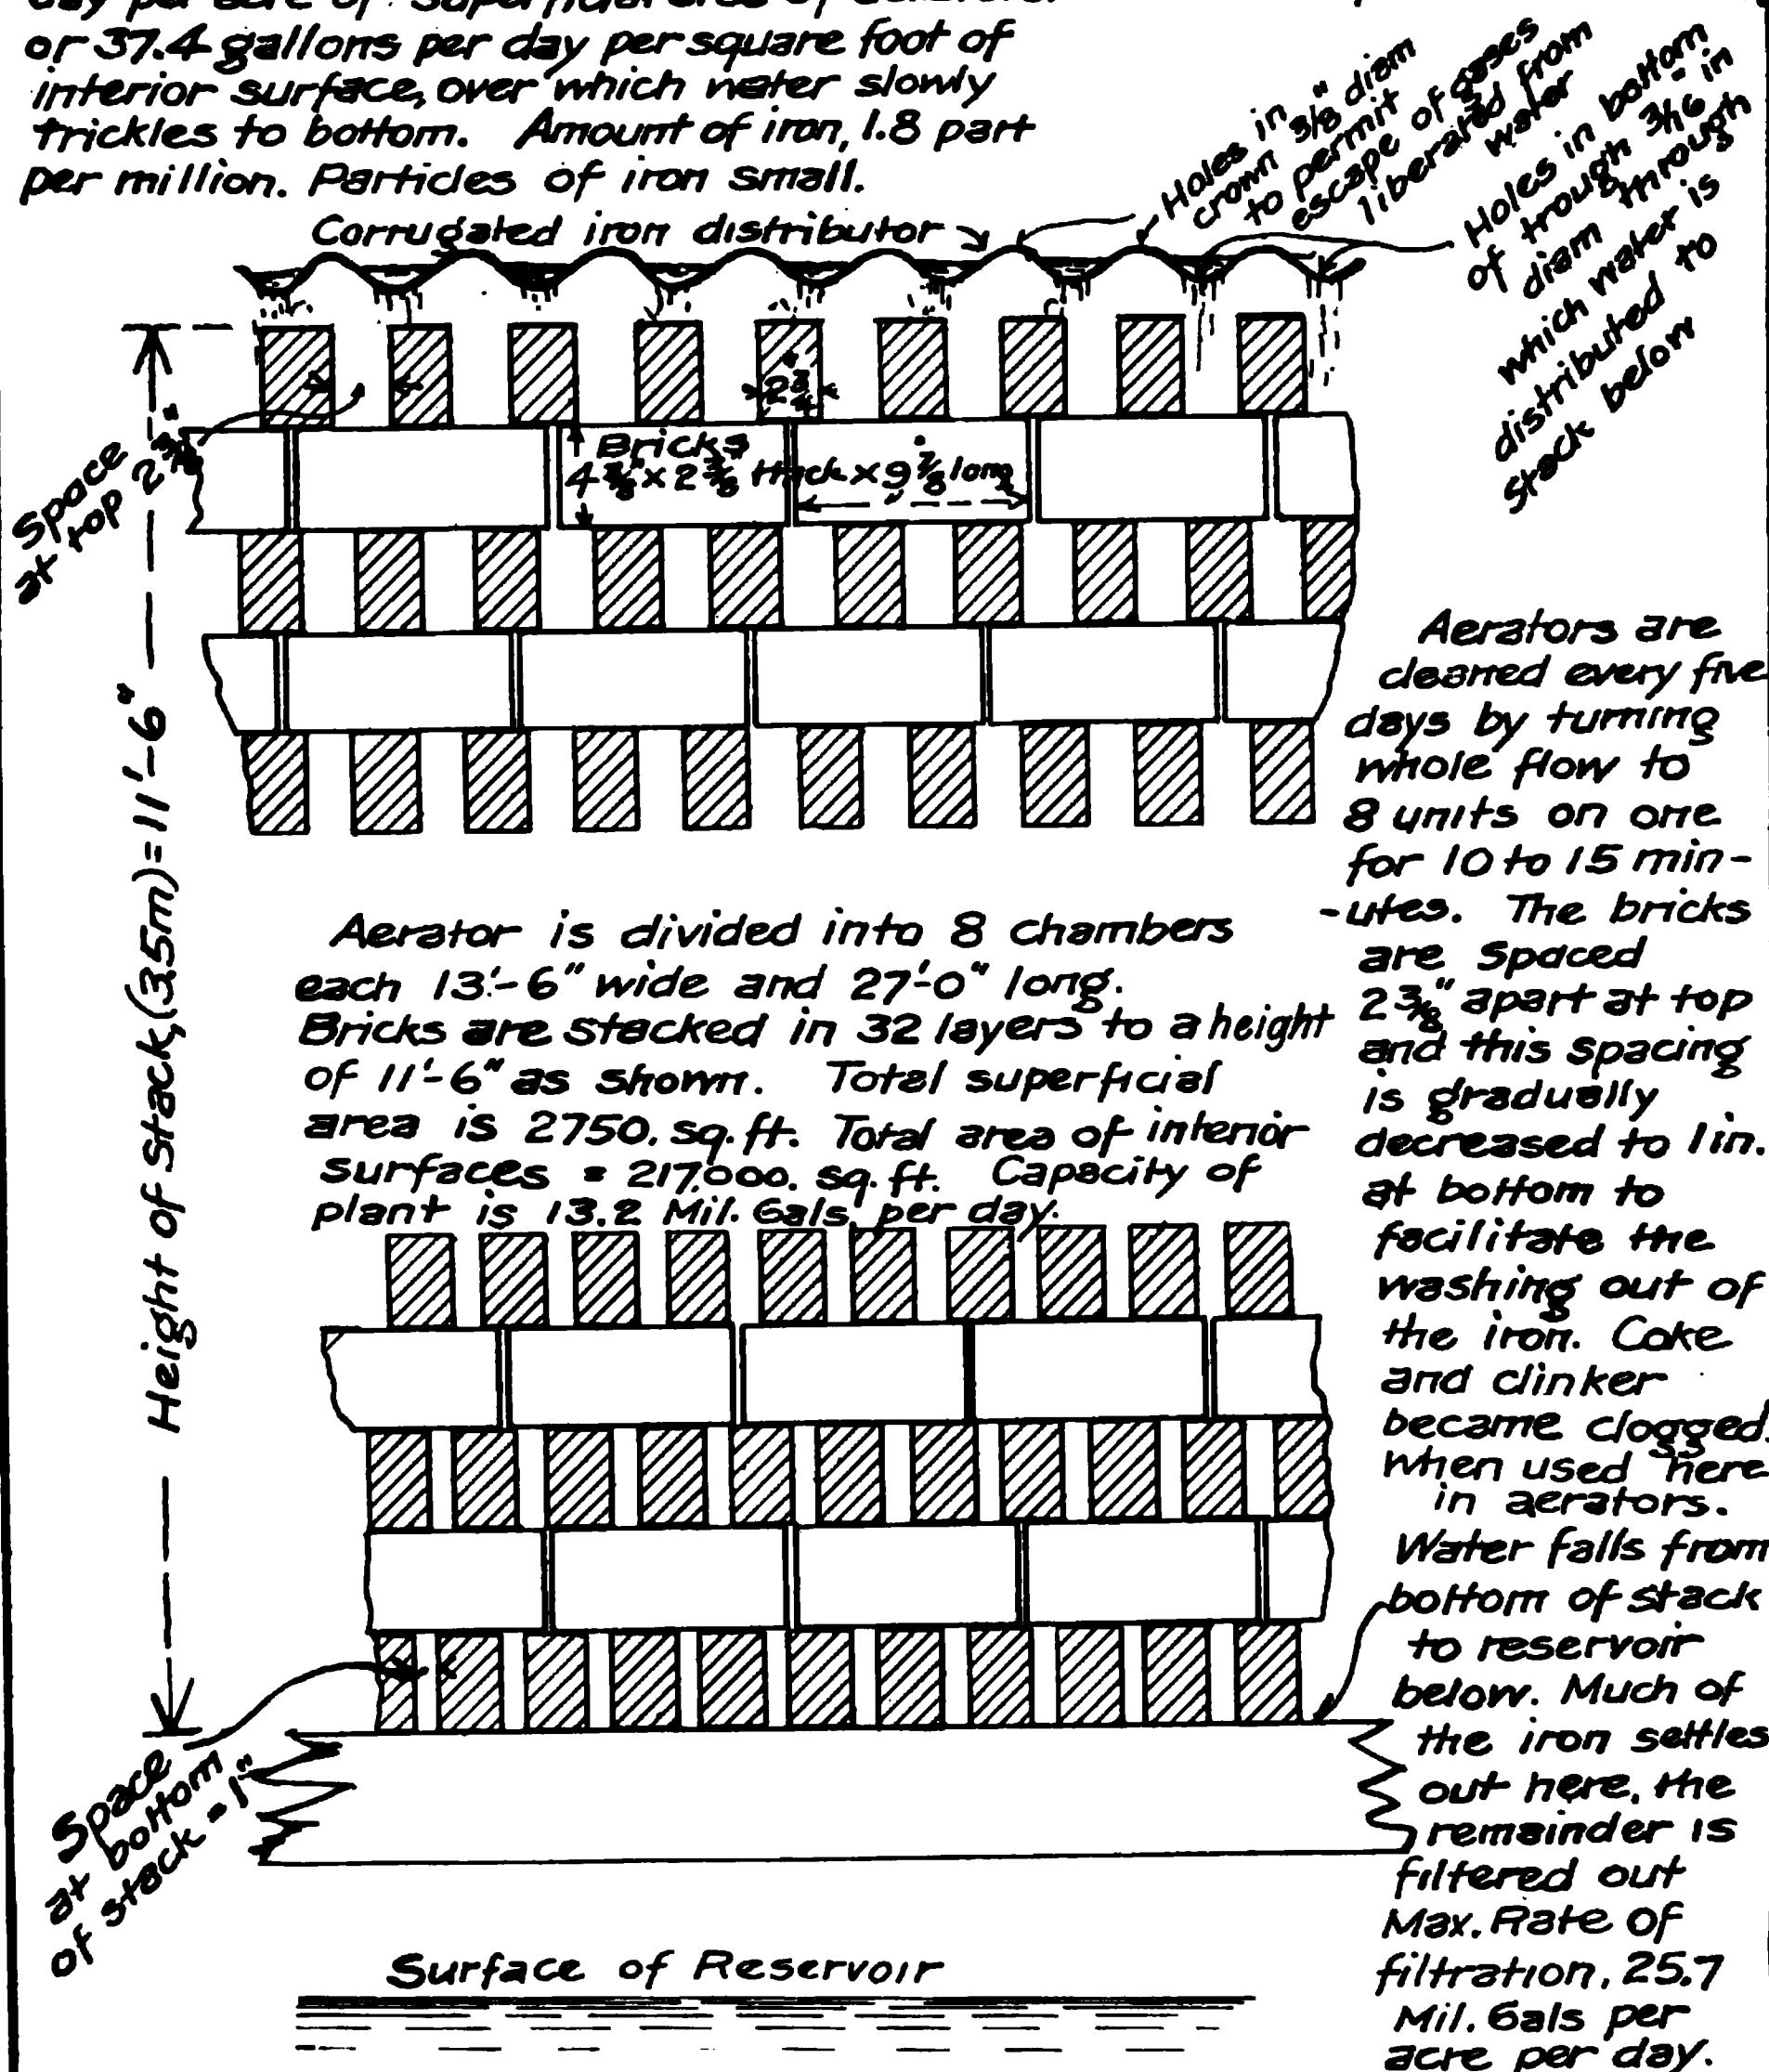 day per acre of superficial area of aerator
or 37.4 gallons per day per square foot of
interior surface, over which water slowly
trickles to bottom. Amount of iron, 1.8 part
per million. Particles of iron small.
Corrugated iron distributor
Holes in
crown 3/8" diam
to permit
escape of gases
liberated from
water
Holes in bottom
of trough 3/16" in
diam through
which water is
distributed to
stack below
Space
at top 2 3/8"
2 3/4"
Bricks
4 7/8" x 2 3/8 thick x 9 7/8 long
Height of stack, (3.5m) = 11'-6"
Aerator is divided into 8 chambers
each 13'-6" wide and 27'-0" long.
Bricks are stacked in 32 layers to a height
of 11'-6" as shown. Total superficial
area is 2750. sq. ft. Total area of interior
surfaces = 217,000. sq. ft. Capacity of
plant is 13.2 Mil. Gals. per day.
Aerators are
cleaned every five
days by turning
whole flow to
8 units on one
for 10 to 15 min-
-utes. The bricks
are spaced
2 3/8" apart at top
and this spacing
is gradually
decreased to 1 in.
at bottom to
facilitate the
washing out of
the iron. Coke
and clinker
became clogged
when used here
in aerators.
Water falls from
bottom of stack
to reservoir
below. Much of
the iron settles
out here, the
remainder is
filtered out
Max. Rate of
filtration, 25.7
Mil. Gals per
acre per day.
Space
at bottom
of stack = 1"
Surface of Reservoir